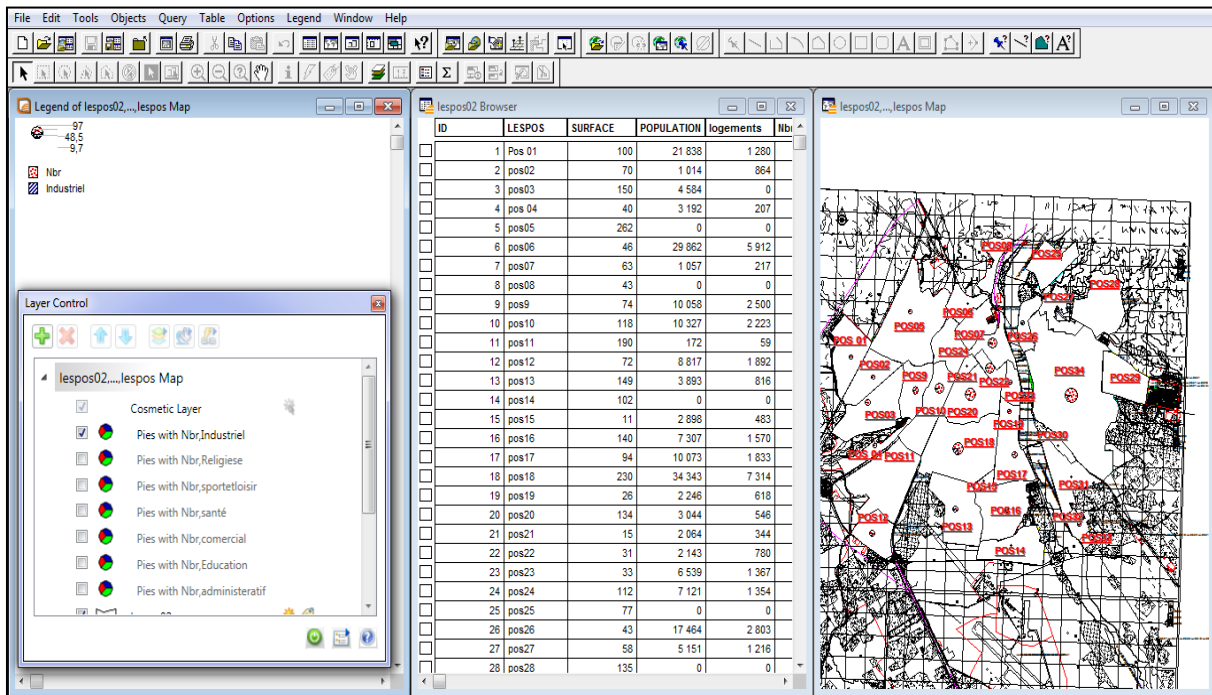 File Edit Tools Objects Query Table Options Legend Window Help
Legend of lespos02,...,lespos Map
97
48,5
9,7
Nbr
Industriel
Layer Control
lespos02,...,lespos Map
Cosmetic Layer
Pies with Nbr,Industriel
Pies with Nbr,Religiese
Pies with Nbr,sportetloisir
Pies with Nbr,santé
Pies with Nbr,comercial
Pies with Nbr,Education
Pies with Nbr,administeratif
lespos02 Browser
ID LESPOS SURFACE POPULATION logements Nbr
1 Pos 01 100 21 838 1 280
2 pos02 70 1 014 864
3 pos03 150 4 584 0
4 pos 04 40 3 192 207
5 pos05 262 0 0
6 pos06 46 29 862 5 912
7 pos07 63 1 057 217
8 pos08 43 0 0
9 pos9 74 10 058 2 500
10 pos10 118 10 327 2 223
11 pos11 190 172 59
12 pos12 72 8 817 1 892
13 pos13 149 3 893 816
14 pos14 102 0 0
15 pos15 11 2 898 483
16 pos16 140 7 307 1 570
17 pos17 94 10 073 1 833
18 pos18 230 34 343 7 314
19 pos19 26 2 246 618
20 pos20 134 3 044 546
21 pos21 15 2 064 344
22 pos22 31 2 143 780
23 pos23 33 6 539 1 367
24 pos24 112 7 121 1 354
25 pos25 77 0 0
26 pos26 43 17 464 2 803
27 pos27 58 5 151 1 216
28 pos28 135 0 0
lespos02,...,lespos Map
POS08
POS25
POS28
POS05
POS06
POS07
POS26
POS 01
POS24
POS02
POS9
POS21
POS22
POS34
POS29
POS03
POS10
POS20
POS19
POS18
POS30
POS 04
POS11
POS17
POS15
POS31
POS12
POS13
POS16
POS14